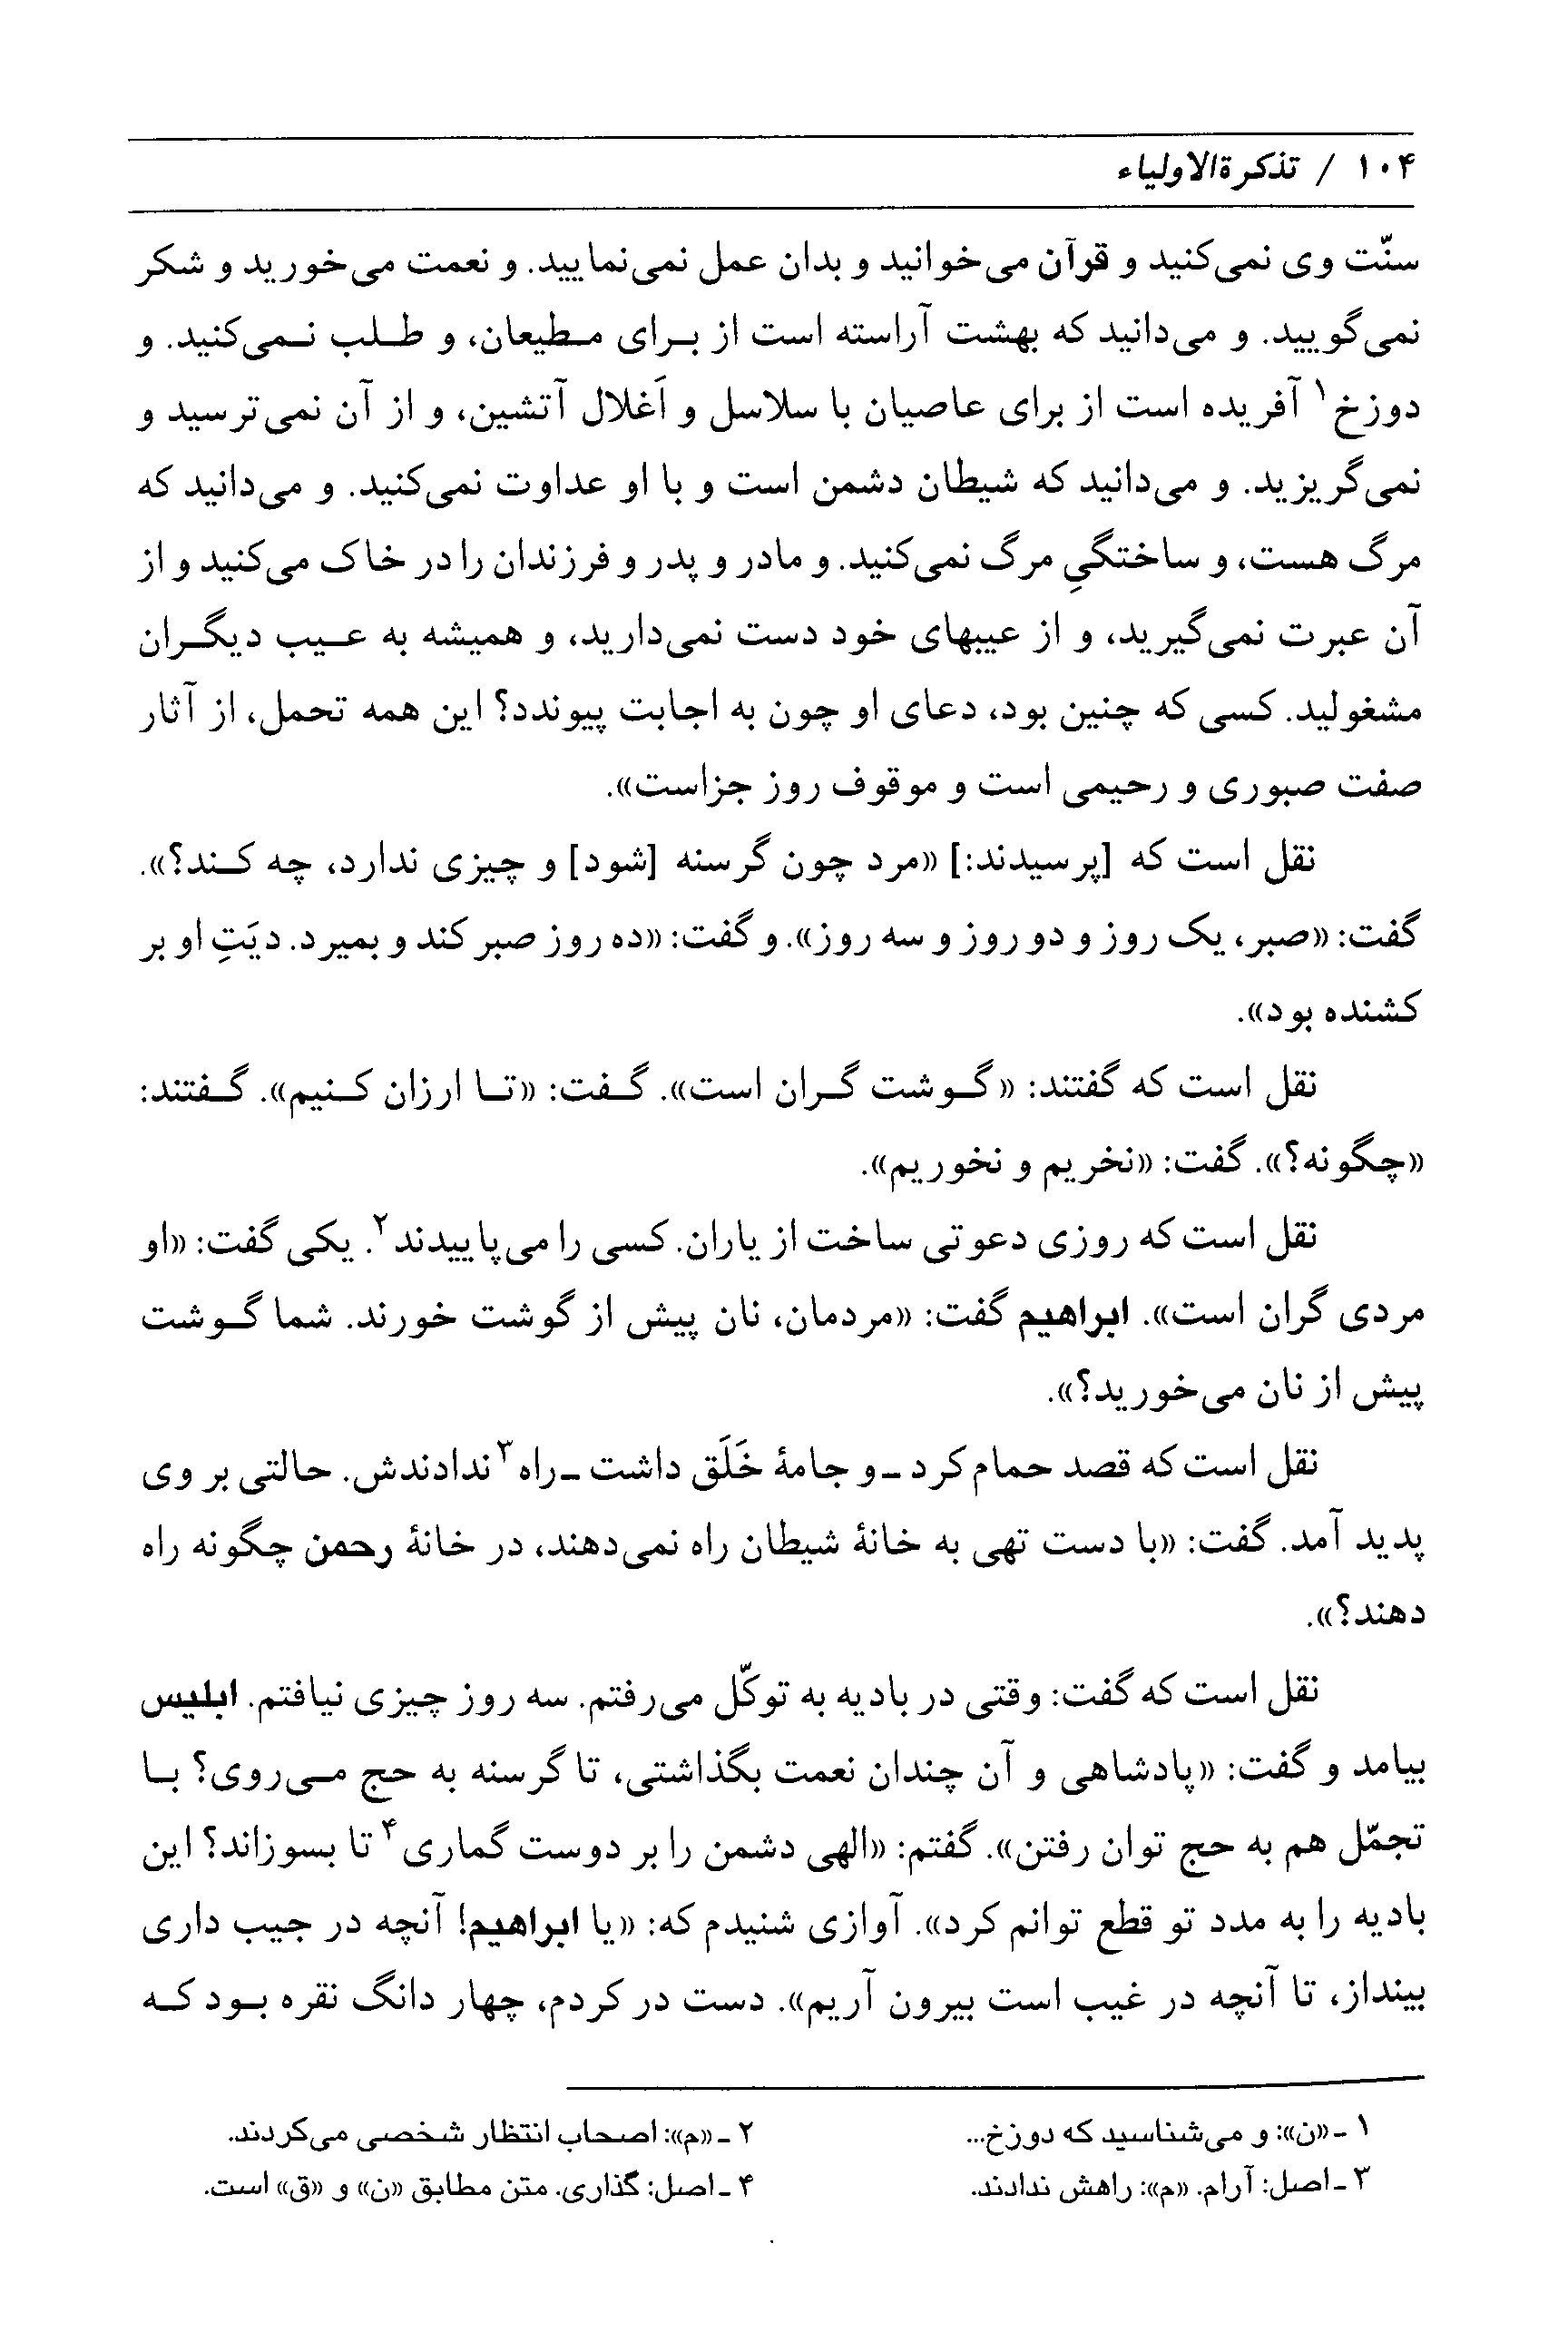 ۱۰۴ / تذکرةالاولیاء
سنّت وی نمی‌کنید و قرآن می‌خوانید و بدان عمل نمی‌نمایید. و نعمت می‌خورید و شکر
نمی‌گویید. و می‌دانید که بهشت آراسته است از برای مطیعان، و طلب نمی‌کنید. و
دوزخ۱ آفریده است از برای عاصیان با سلاسل و اَغلال آتشین، و از آن نمی‌ترسید و
نمی‌گریزید. و می‌دانید که شیطان دشمن است و با او عداوت نمی‌کنید. و می‌دانید که
مرگ هست، و ساختگیِ مرگ نمی‌کنید. و مادر و پدر و فرزندان را در خاک می‌کنید و از
آن عبرت نمی‌گیرید، و از عیبهای خود دست نمی‌دارید، و همیشه به عیب دیگران
مشغولید. کسی که چنین بود، دعای او چون به اجابت پیوندد؟ این همه تحمل، از آثار
صفت صبوری و رحیمی است و موقوف روز جزاست».
نقل است که [پرسیدند:] «مرد چون گرسنه [شود] و چیزی ندارد، چه کند؟».
گفت: «صبر، یک روز و دو روز و سه روز». و گفت: «ده روز صبر کند و بمیرد. دیَتِ او بر
کشنده بود».
نقل است که گفتند: «گوشت گران است». گفت: «تا ارزان کنیم». گفتند:
«چگونه؟». گفت: «نخریم و نخوریم».
نقل است که روزی دعوتی ساخت از یاران. کسی را می‌پاییدند۲. یکی گفت: «او
مردی گران است». ابراهیم گفت: «مردمان، نان پیش از گوشت خورند. شما گوشت
پیش از نان می‌خورید؟».
نقل است که قصد حمام کرد ـ و جامهٔ خَلَق داشت ـ راه۳ ندادندش. حالتی بر وی
پدید آمد. گفت: «با دست تهی به خانهٔ شیطان راه نمی‌دهند، در خانهٔ رحمن چگونه راه
دهند؟».
نقل است که گفت: وقتی در بادیه به توکّل می‌رفتم. سه روز چیزی نیافتم. ابلیس
بیامد و گفت: «پادشاهی و آن چندان نعمت بگذاشتی، تا گرسنه به حج می‌روی؟ با
تجمّل هم به حج توان رفتن». گفتم: «الهی دشمن را بر دوست گماری۴ تا بسوزاند؟ این
بادیه را به مدد تو قطع توانم کرد». آوازی شنیدم که: «یا ابراهیم! آنچه در جیب داری
بینداز، تا آنچه در غیب است بیرون آریم». دست در کردم، چهار دانگ نقره بود که
۱ ـ «ن»: و می‌شناسید که دوزخ...
۲ ـ «م»: اصحاب انتظار شخصی می‌کردند.
۳ ـ اصل: آرام. «م»: راهش ندادند.
۴ ـ اصل: گذاری. متن مطابق «ن» و «ق» است.